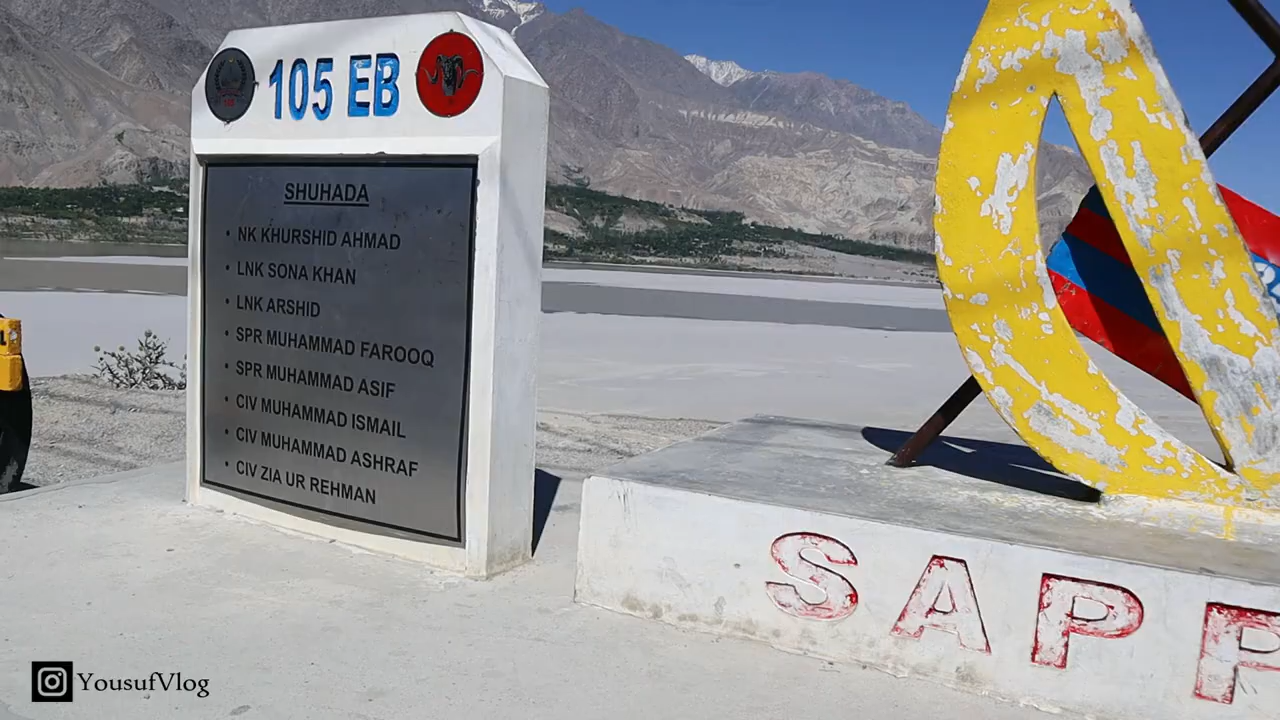 105 EB
SHUHADA
• NK KHURSHID AHMAD
• LNK SONA KHAN
• LNK ARSHID
• SPR MUHAMMAD FAROOQ
• SPR MUHAMMAD ASIF
• CIV MUHAMMAD ISMAIL
• CIV MUHAMMAD ASHRAF
• CIV ZIA UR REHMAN
SAPP
YousufVlog